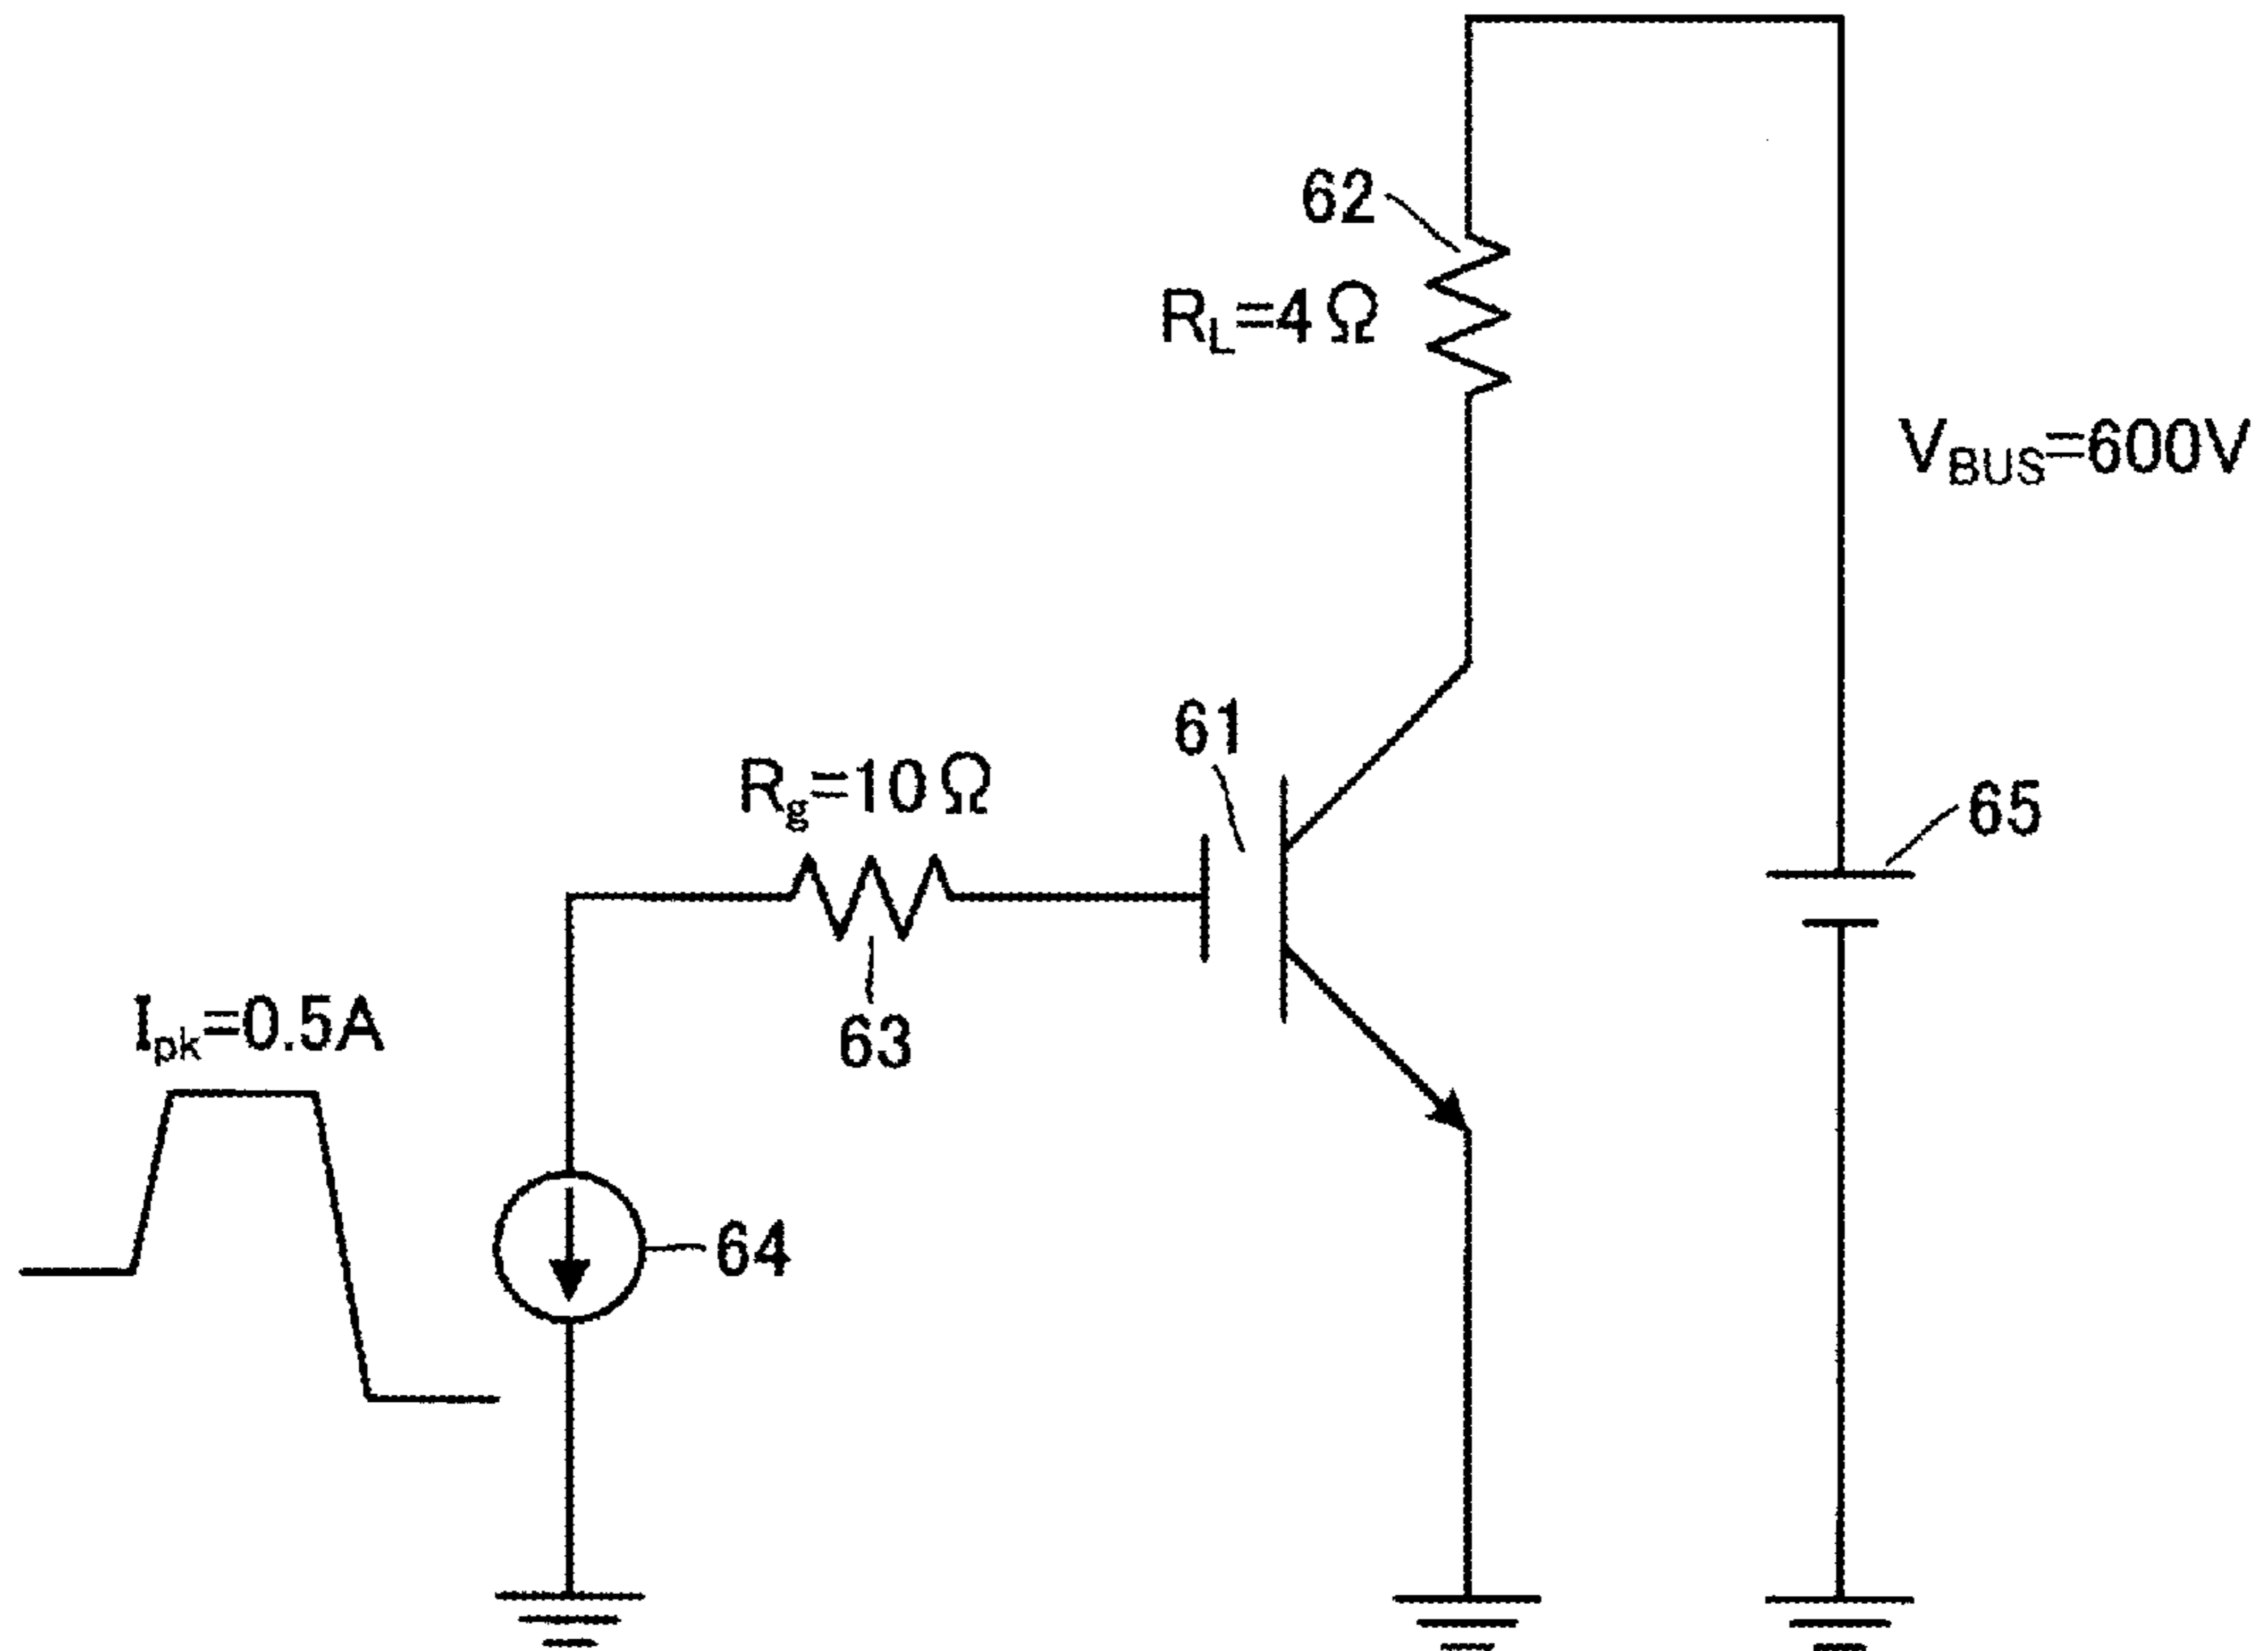 62
R_L=4Ω
V_BUS=600V
61
R_g=10Ω
65
I_pk=0.5A
63
64